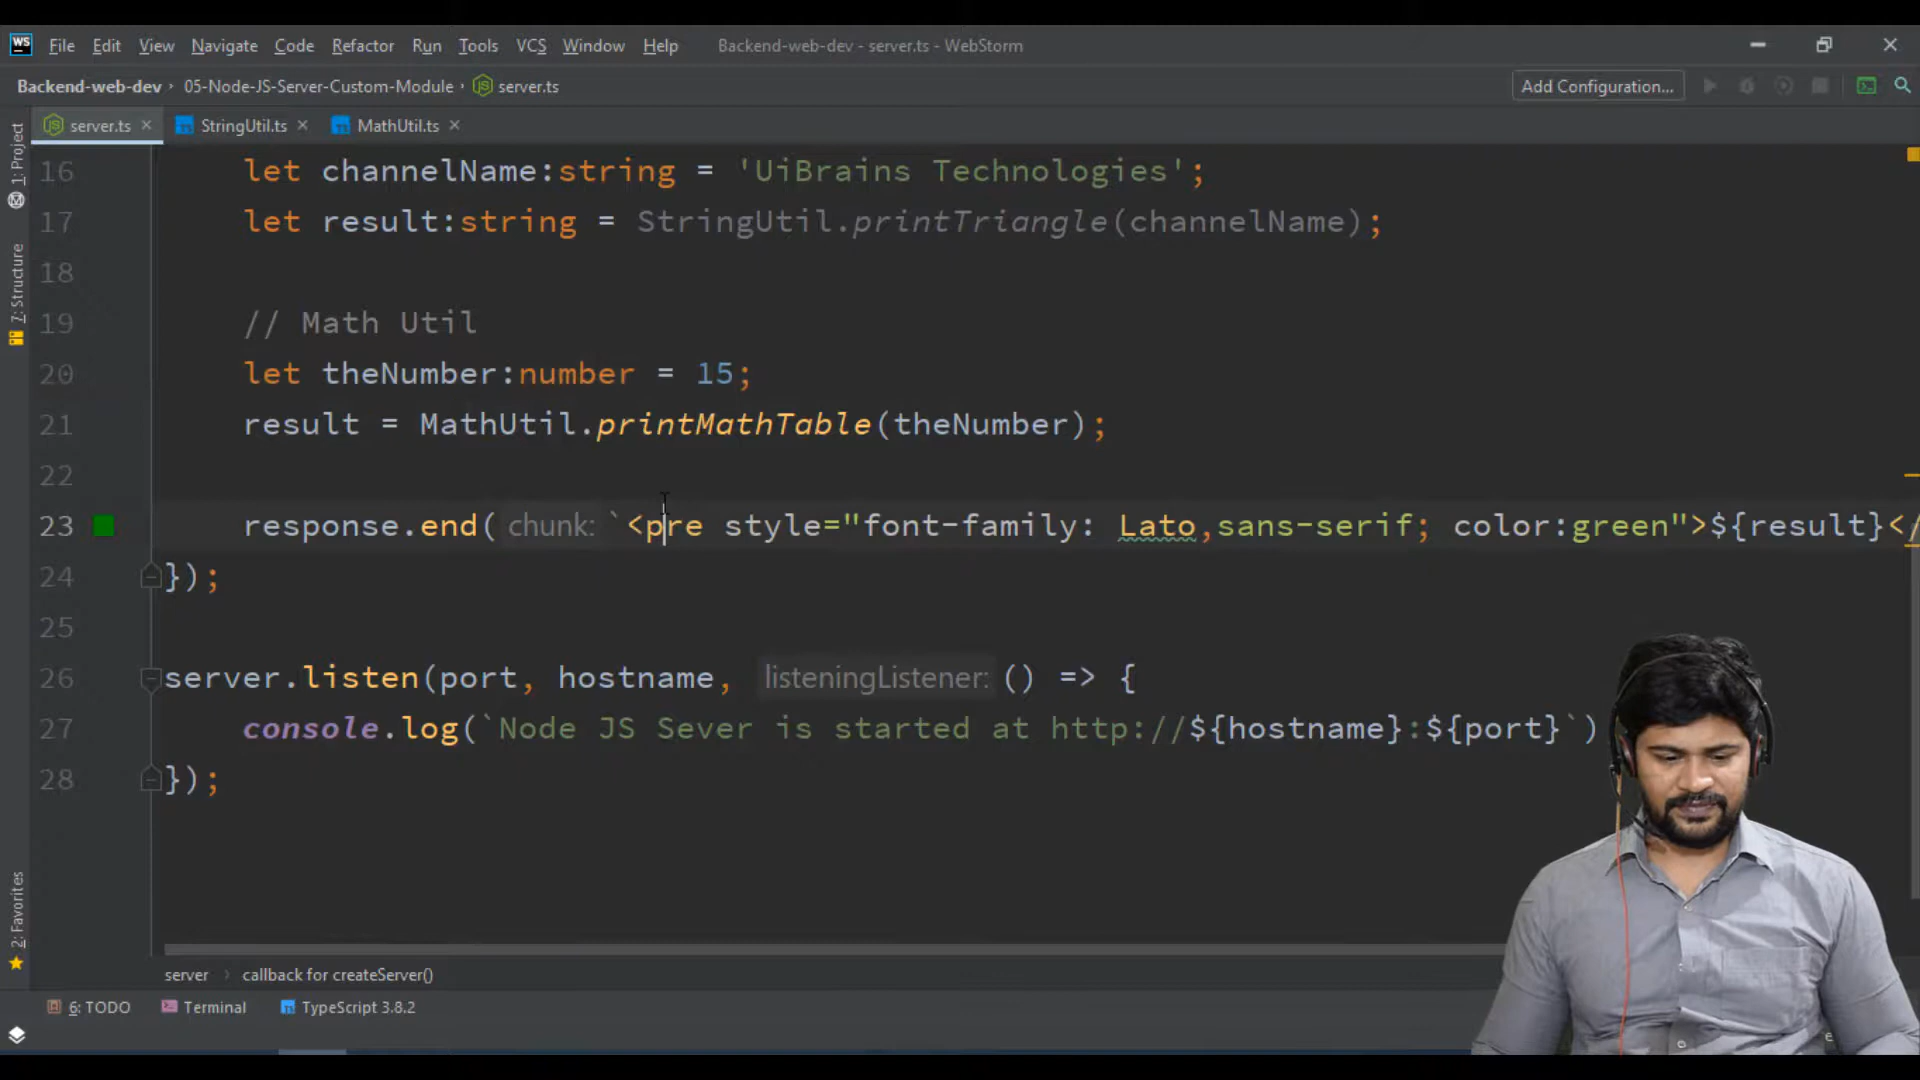 WS File Edit View Navigate Code Refactor Run Tools VCS Window Help Backend-web-dev - server.ts - WebStorm
Backend-web-dev › 05-Node-JS-Server-Custom-Module › server.ts Add Configuration...
server.ts StringUtil.ts MathUtil.ts
1: Project
7: Structure
2: Favorites
16 let channelName:string = 'UiBrains Technologies';
17 let result:string = StringUtil.printTriangle(channelName);
18
19 // Math Util
20 let theNumber:number = 15;
21 result = MathUtil.printMathTable(theNumber);
22
23 response.end( chunk: `<pre style="font-family: Lato,sans-serif; color:green">${result}</
24 });
25
26 server.listen(port, hostname, listeningListener: () => {
27 console.log(`Node JS Sever is started at http://${hostname}:${port}`)
28 });
server › callback for createServer()
6: TODO Terminal TypeScript 3.8.2